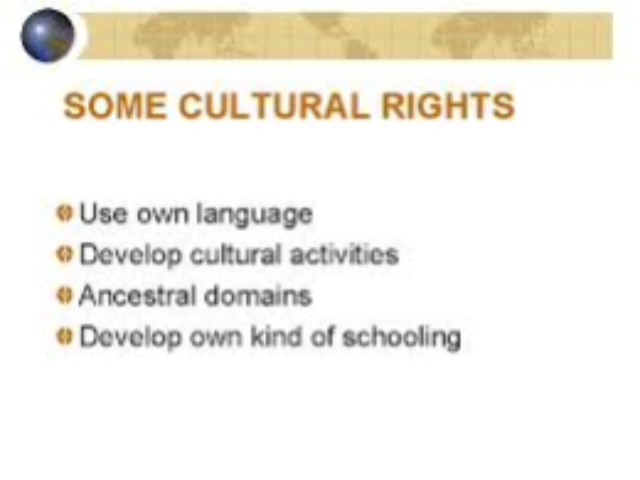 SOME CULTURAL RIGHTS
Use own language
Develop cultural activities
Ancestral domains
Develop own kind of schooling